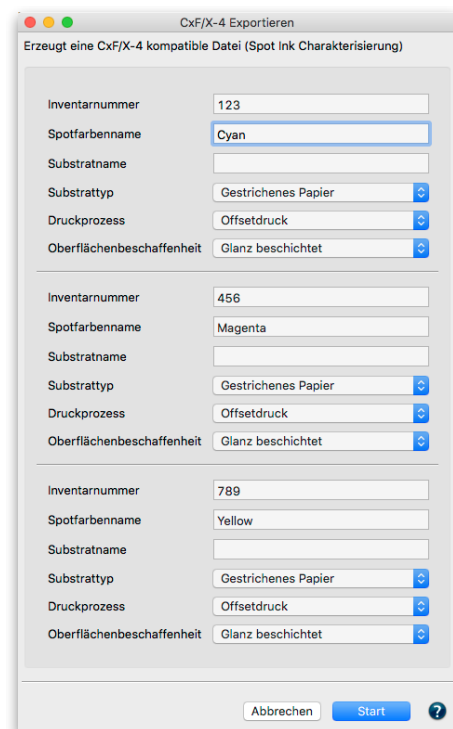 CxF/X-4 Exportieren
Erzeugt eine CxF/X-4 kompatible Datei (Spot Ink Charakterisierung)
Inventarnummer 123
Spotfarbenname Cyan
Substratname
Substrattyp Gestrichenes Papier
Druckprozess Offsetdruck
Oberflächenbeschaffenheit Glanz beschichtet
Inventarnummer 456
Spotfarbenname Magenta
Substratname
Substrattyp Gestrichenes Papier
Druckprozess Offsetdruck
Oberflächenbeschaffenheit Glanz beschichtet
Inventarnummer 789
Spotfarbenname Yellow
Substratname
Substrattyp Gestrichenes Papier
Druckprozess Offsetdruck
Oberflächenbeschaffenheit Glanz beschichtet
Abbrechen Start ?